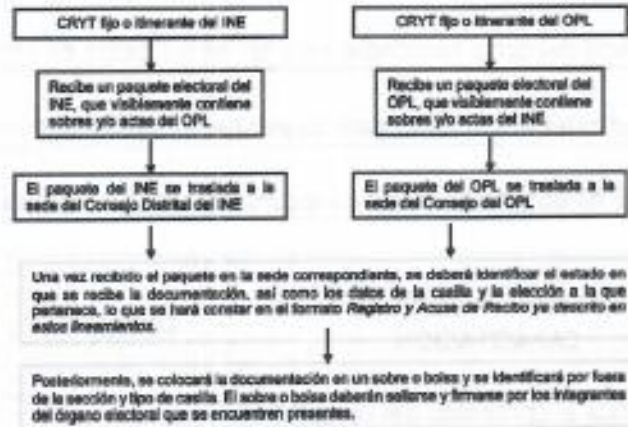 CRYT fijo o itinerante del INE
CRYT fijo o itinerante del OPL
Recibe un paquete electoral del
INE, que visiblemente contiene
sobres y/o actas del OPL
Recibe un paquete electoral del
OPL, que visiblemente contiene
sobres y/o actas del INE
El paquete del INE se traslada a la
sede del Consejo Distrital del INE
El paquete del OPL se traslada a la
sede del Consejo del OPL
Una vez recibido el paquete en la sede correspondiente, se deberá identificar el estado en
que se recibe la documentación, así como los datos de la casilla y la elección a la que
pertenece, lo que se hará constar en el formato Registro y Acuse de Recibo ya descrito en
estos lineamientos.
Posteriormente, se colocará la documentación en un sobre o bolsa y se identificará por fuera
de la sección y tipo de casilla. El sobre o bolsa deberán sellarse y firmarse por los integrantes
del órgano electoral que se encuentren presentes.